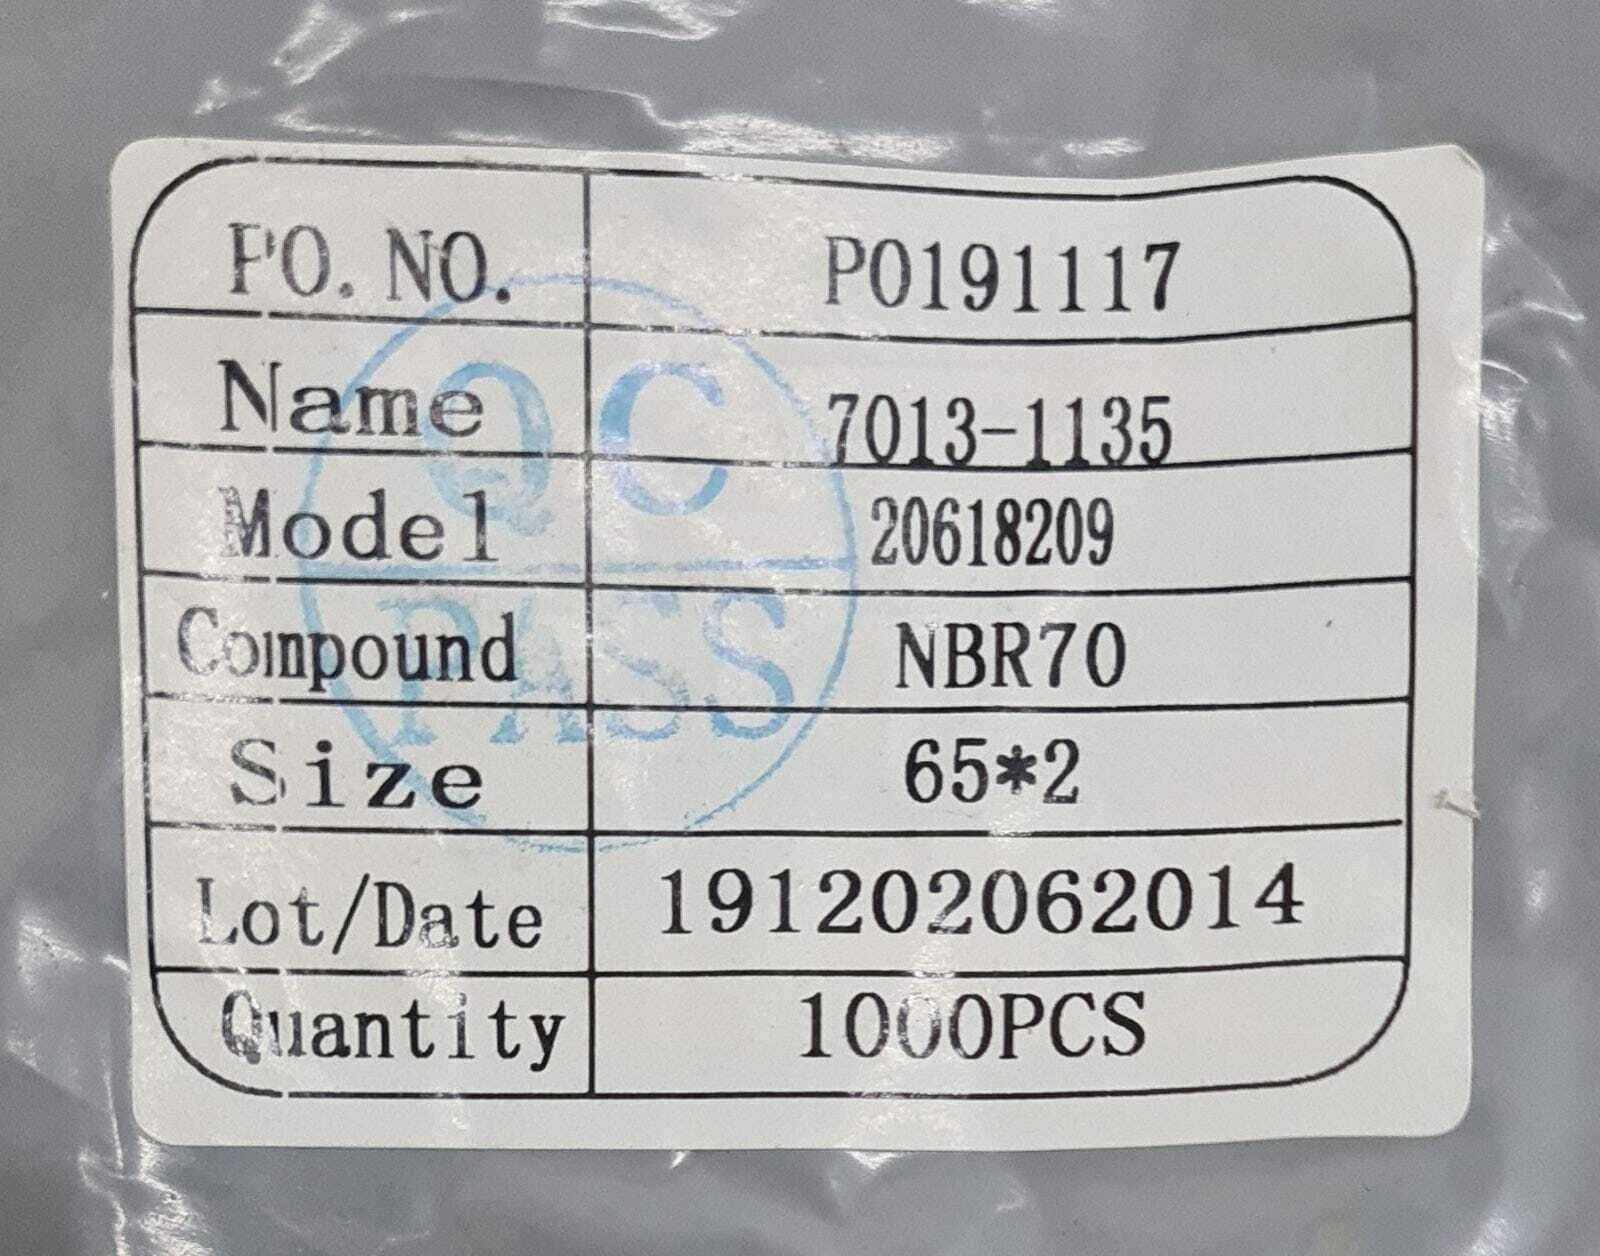 PO. NO. PO191117
Name 7013-1135
Model 20618209
Compound NBR70
Size 65*2
Lot/Date 191202062014
Quantity 1000PCS
QC
PASS